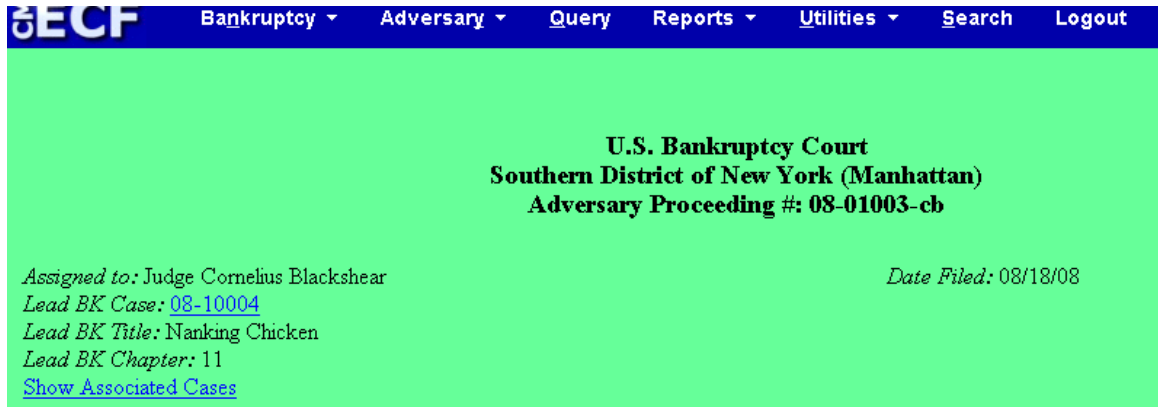 CM ECF Bankruptcy Adversary Query Reports Utilities Search Logout
U.S. Bankruptcy Court
Southern District of New York (Manhattan)
Adversary Proceeding #: 08-01003-cb
Assigned to: Judge Cornelius Blackshear Date Filed: 08/18/08
Lead BK Case: 08-10004
Lead BK Title: Nanking Chicken
Lead BK Chapter: 11
Show Associated Cases